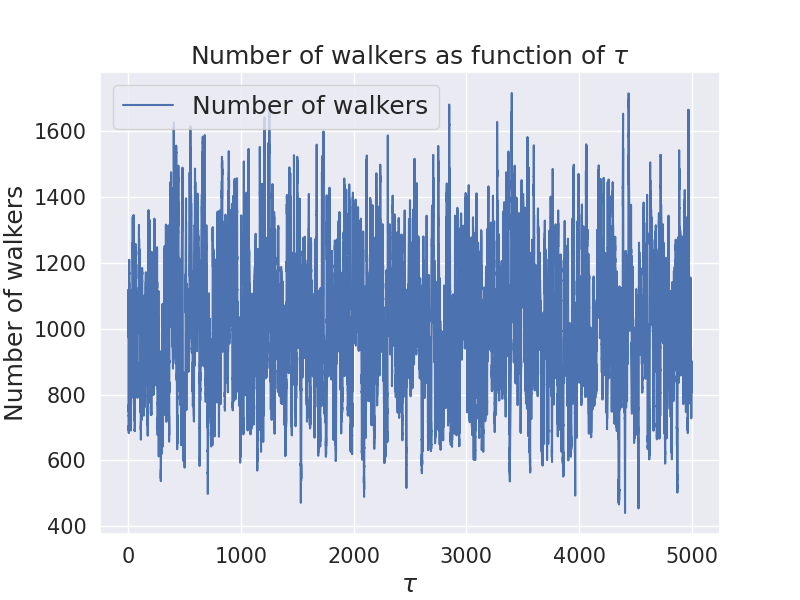 Number of walkers as function of τ
Number of walkers
Number of walkers
1600
1400
1200
1000
800
600
400
0 1000 2000 3000 4000 5000
τ